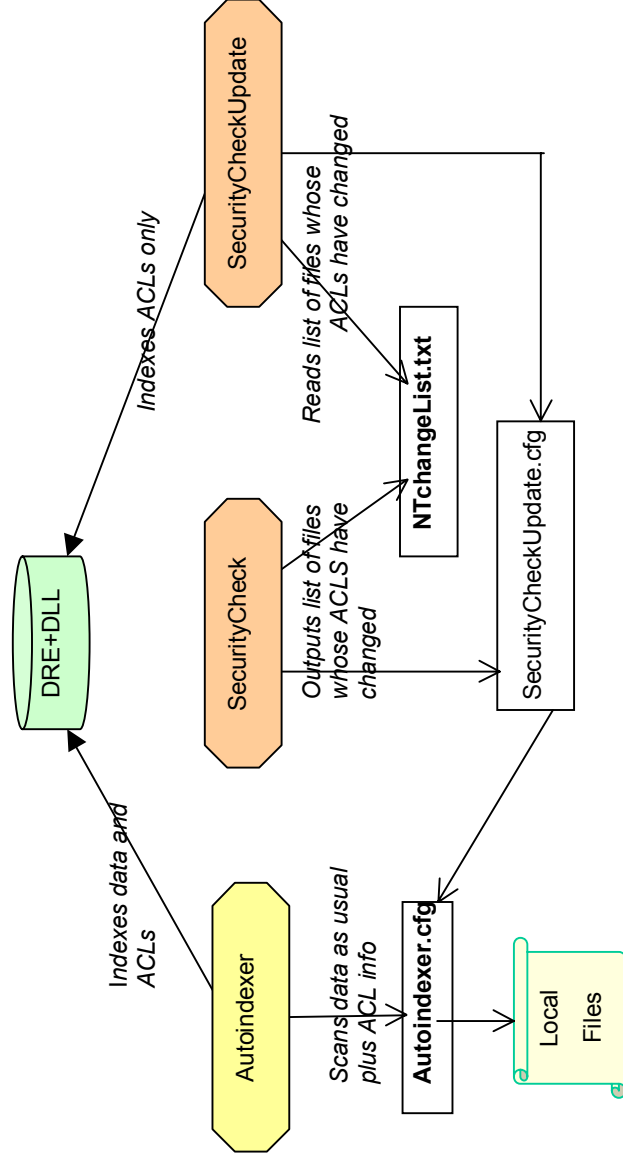 DRE+DLL
Indexes data and
ACLs
Indexes ACLs only
Autoindexer
SecurityCheck
SecurityCheckUpdate
Scans data as usual
plus ACL info
Outputs list of files
whose ACLS have
changed
Reads list of files whose
ACLs have changed
Autoindexer.cfg
NTchangeList.txt
SecurityCheckUpdate.cfg
Local
Files